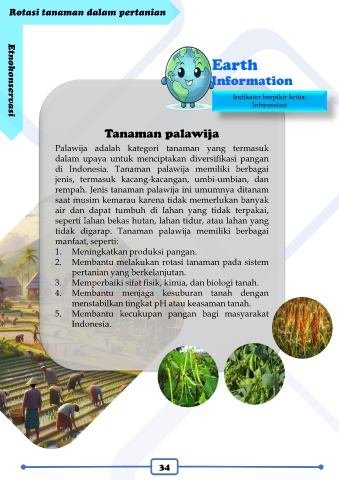 Rotasi tanaman dalam pertanian
Etnokonservasi
Earth
Information
Indikator berpikir kritis:
Interensiasi
Tanaman palawija
Palawija adalah kategori tanaman yang termasuk
dalam upaya untuk menciptakan diversifikasi pangan
di Indonesia. Tanaman palawija memiliki berbagai
jenis, termasuk kacang-kacangan, umbi-umbian, dan
rempah. Jenis tanaman palawija ini umumnya ditanam
saat musim kemarau karena tidak memerlukan banyak
air dan dapat tumbuh di lahan yang tidak terpakai,
seperti lahan bekas hutan, lahan tidur, atau lahan yang
tidak digarap. Tanaman palawija memiliki berbagai
manfaat, seperti:
1. Meningkatkan produksi pangan.
2. Membantu melakukan rotasi tanaman pada sistem
pertanian yang berkelanjutan.
3. Memperbaiki sifat fisik, kimia, dan biologi tanah.
4. Membantu menjaga kesuburan tanah dengan
menstabilkan tingkat pH atau keasaman tanah.
5. Membantu kecukupan pangan bagi masyarakat
Indonesia.
34